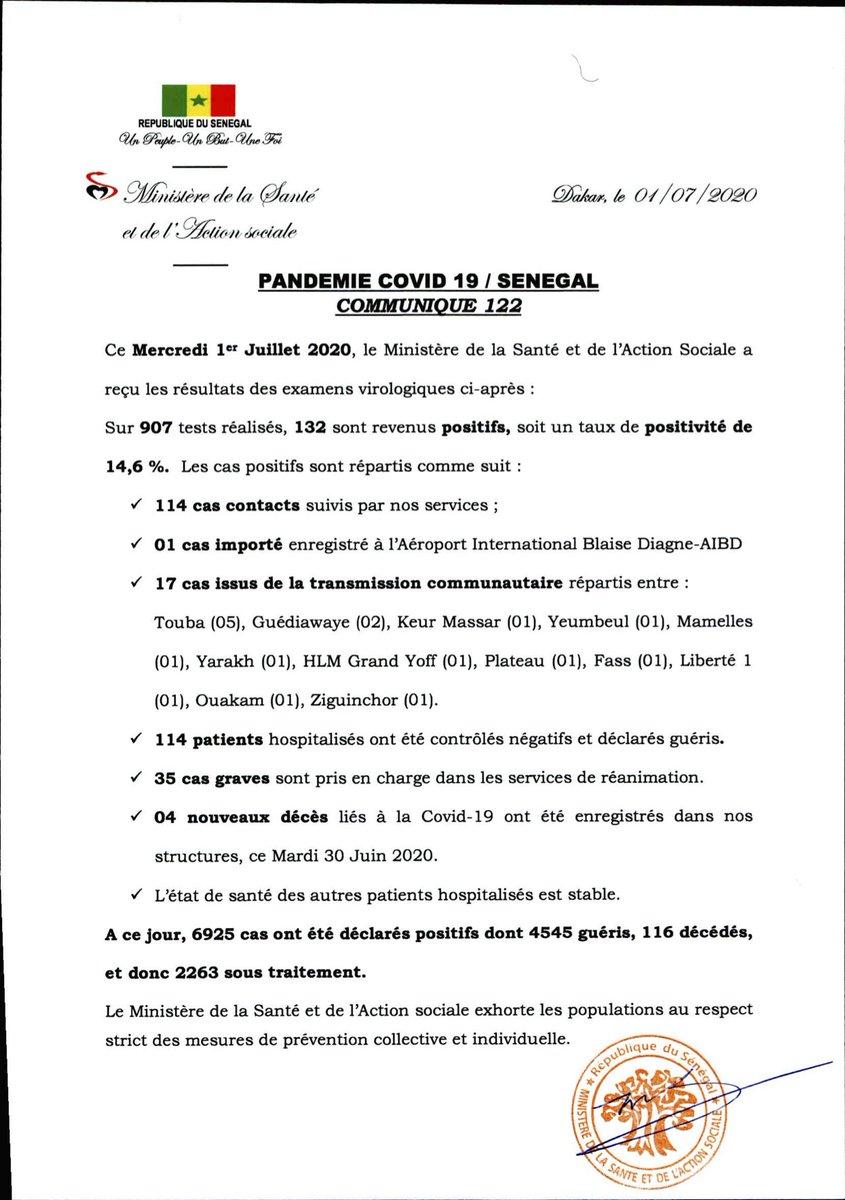 REPUBLIQUE DU SENEGAL
Un Peuple-Un But-Une Foi
Ministère de la Santé
et de l'Action sociale
Dakar, le 01/07/2020
PANDEMIE COVID 19 / SENEGAL
COMMUNIQUE 122
Ce Mercredi 1er Juillet 2020, le Ministère de la Santé et de l'Action Sociale a
reçu les résultats des examens virologiques ci-après :
Sur 907 tests réalisés, 132 sont revenus positifs, soit un taux de positivité de
14,6 %. Les cas positifs sont répartis comme suit :
✓ 114 cas contacts suivis par nos services ;
✓ 01 cas importé enregistré à l'Aéroport International Blaise Diagne-AIBD
✓ 17 cas issus de la transmission communautaire répartis entre :
Touba (05), Guédiawaye (02), Keur Massar (01), Yeumbeul (01), Mamelles
(01), Yarakh (01), HLM Grand Yoff (01), Plateau (01), Fass (01), Liberté 1
(01), Ouakam (01), Ziguinchor (01).
✓ 114 patients hospitalisés ont été contrôlés négatifs et déclarés guéris.
✓ 35 cas graves sont pris en charge dans les services de réanimation.
✓ 04 nouveaux décès liés à la Covid-19 ont été enregistrés dans nos
structures, ce Mardi 30 Juin 2020.
✓ L'état de santé des autres patients hospitalisés est stable.
A ce jour, 6925 cas ont été déclarés positifs dont 4545 guéris, 116 décédés,
et donc 2263 sous traitement.
Le Ministère de la Santé et de l'Action sociale exhorte les populations au respect
strict des mesures de prévention collective et individuelle.
République du Sénégal
MINISTÈRE DE LA SANTE ET DE L'ACTION SOCIALE